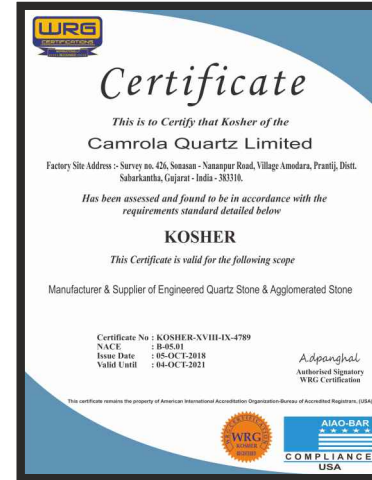 WRG
CERTIFICATIONS
Certificate
This is to Certify that Kosher of the
Camrola Quartz Limited
Factory Site Address :- Survey no. 426, Sonasan - Nananpur Road, Village Amodara, Prantij, Distt.
Sabarkantha, Gujarat - India - 383310.
Has been assessed and found to be in accordance with the
requirements standard detailed below
KOSHER
This Certificate is valid for the following scope
Manufacturer & Supplier of Engineered Quartz Stone & Agglomerated Stone
Certificate No : KOSHER-XVIII-IX-4789
NACE : B-05.01
Issue Date : 05-OCT-2018
Valid Until : 04-OCT-2021
A.dpanghal
Authorised Signatory
WRG Certification
This certificate remains the property of American International Accreditation Organization-Bureau of Accredited Registrars, (USA)
WRG
AIAO-BAR
COMPLIANCE
USA